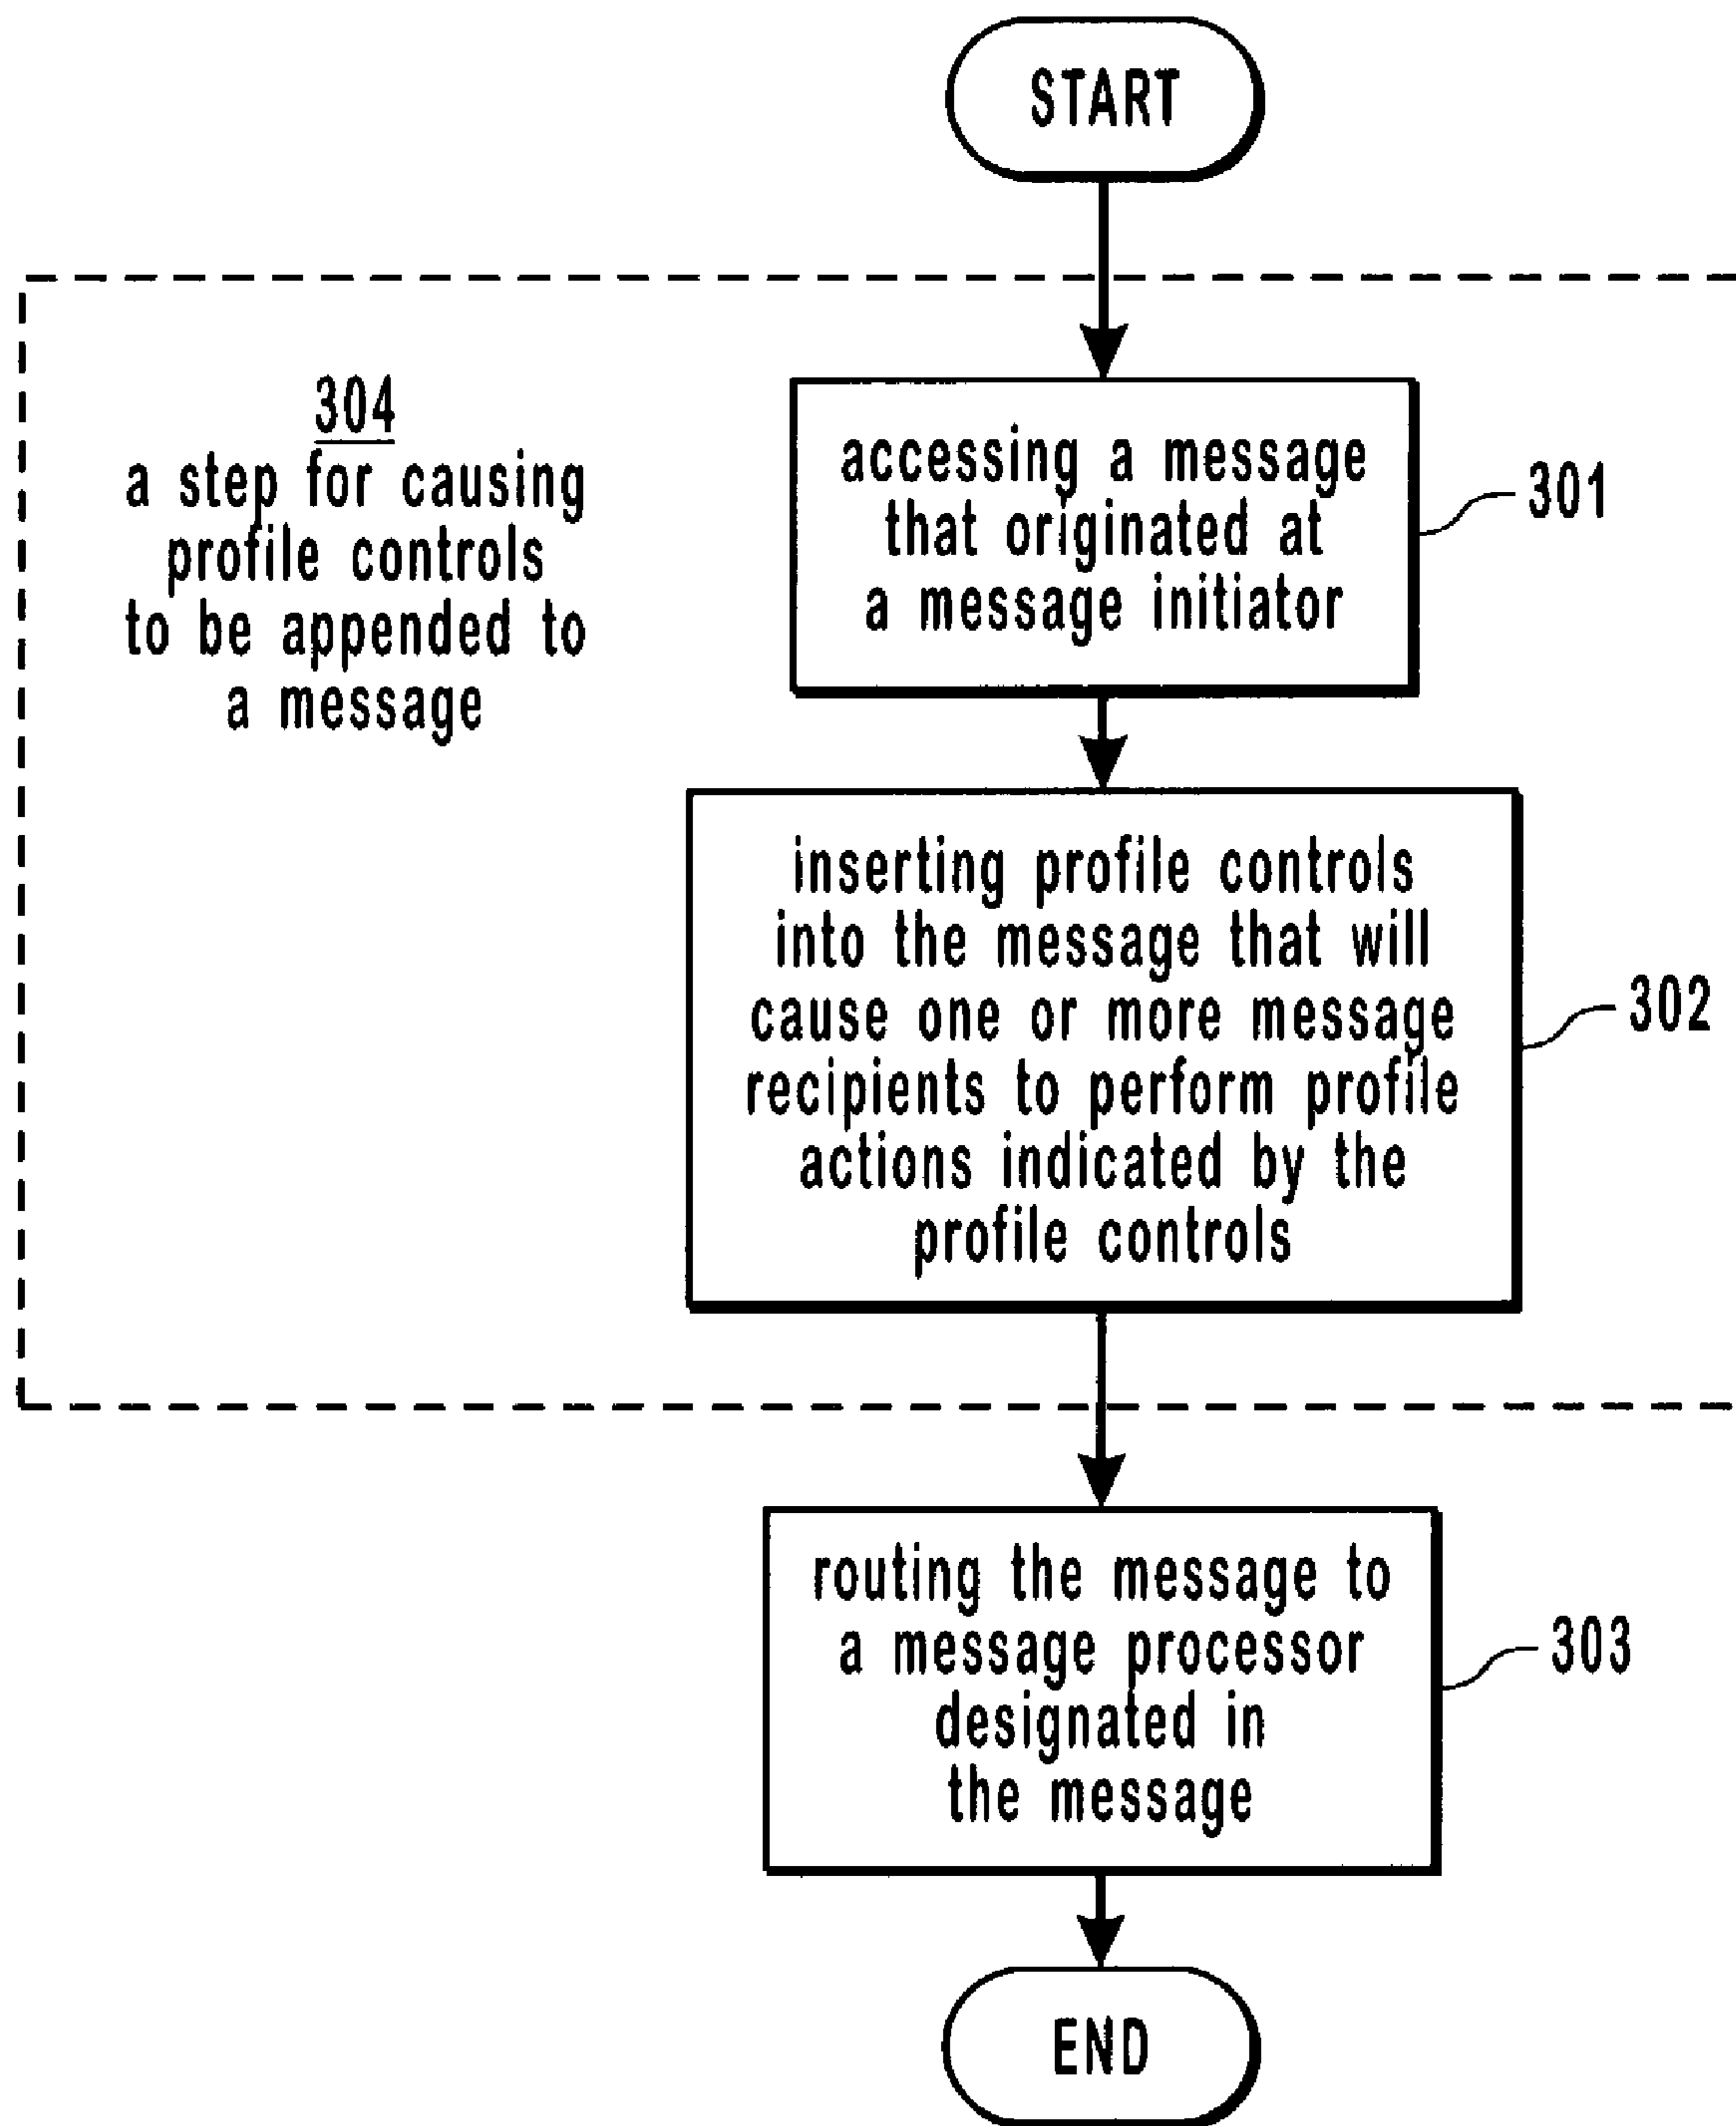 START
304
a step for causing
profile controls
to be appended to
a message
accessing a message
that originated at
a message initiator
301
inserting profile controls
into the message that will
cause one or more message
recipients to perform profile
actions indicated by the
profile controls
302
routing the message to
a message processor
designated in
the message
303
END